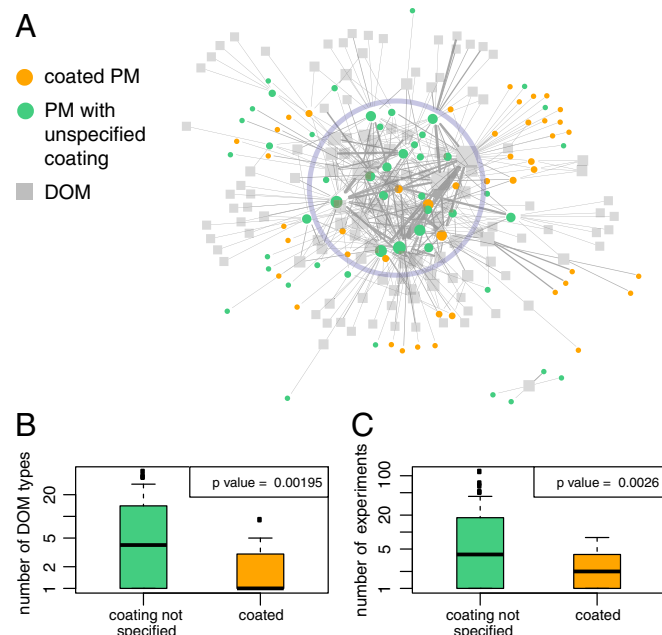 A
coated PM
PM with
unspecified
coating
DOM
B
number of DOM types
20
5
2
1
p value = 0.00195
coating not
specified
coated
C
number of experiments
100
20
5
1
p value = 0.0026
coating not
specified
coated